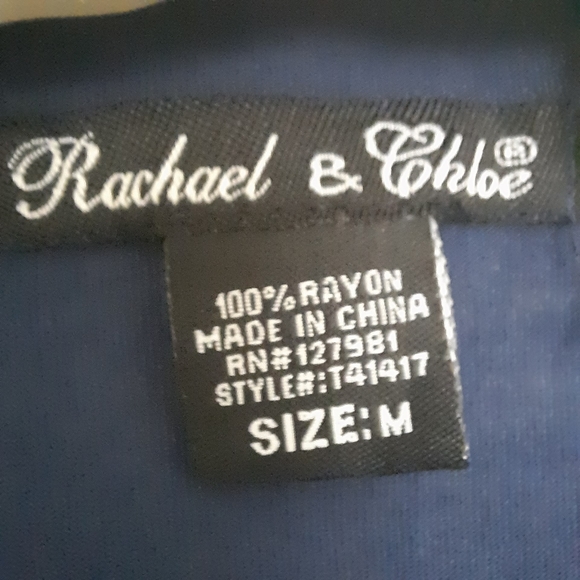 Rachael & Chloe®
100% RAYON
MADE IN CHINA
RN#127981
STYLE#:T41417
SIZE:M